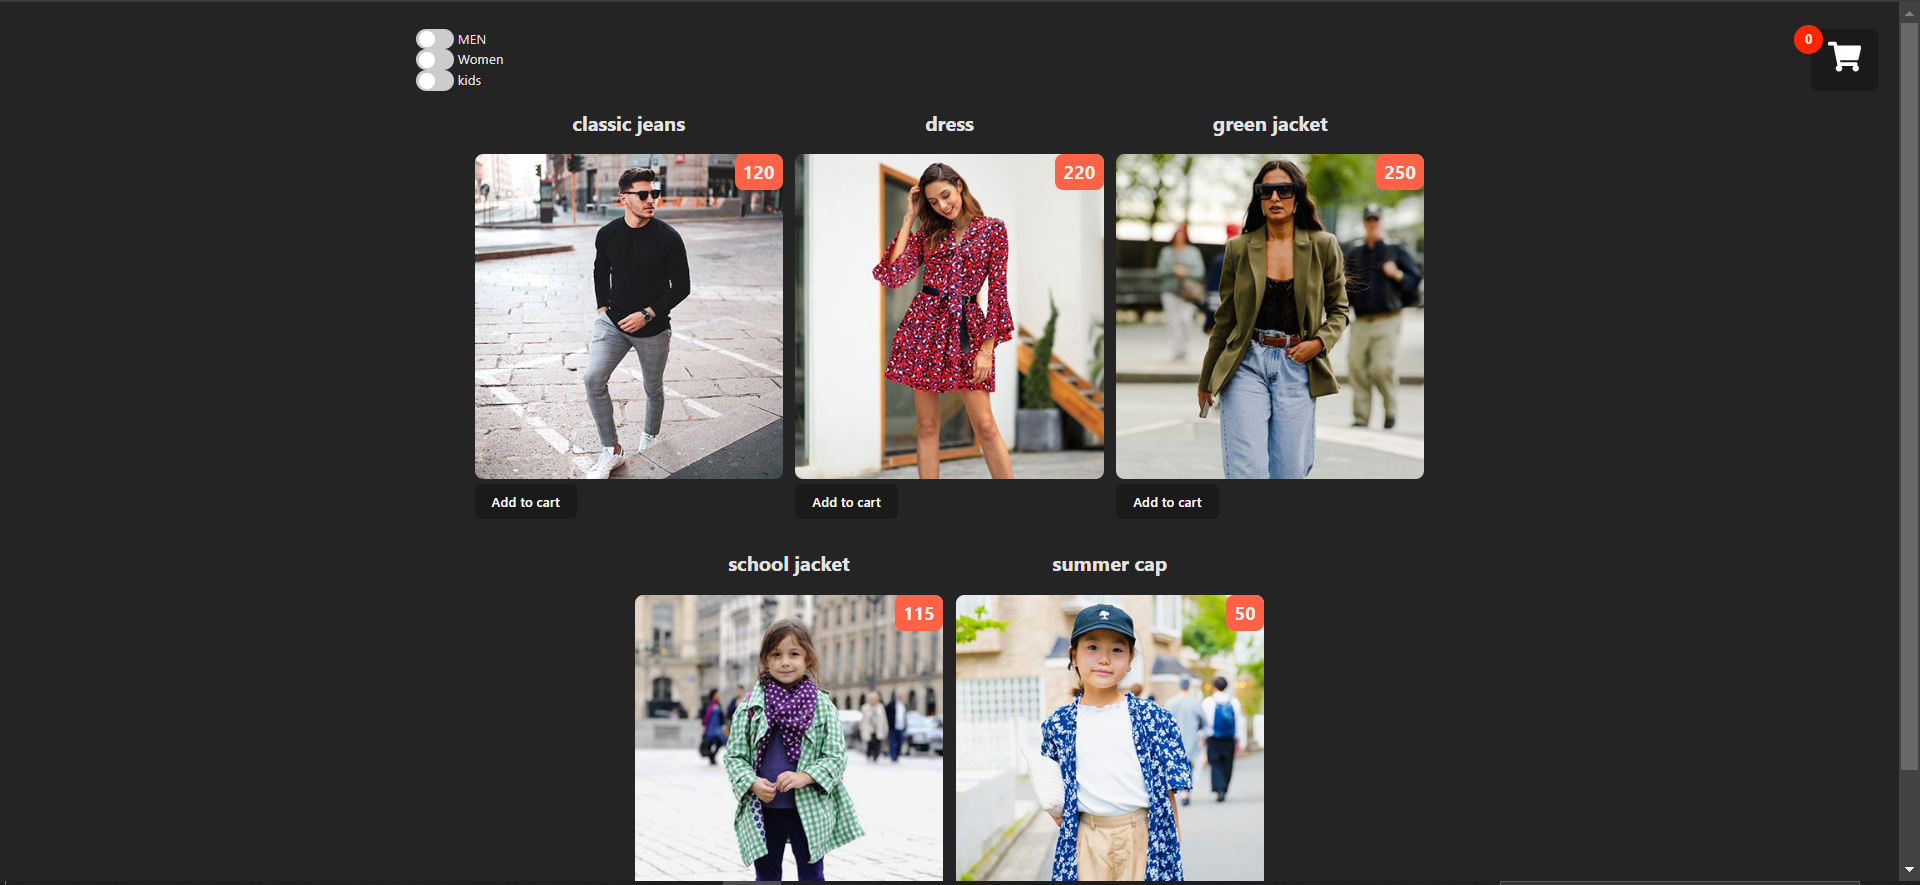 MEN
Women
kids
0
classic jeans
dress
green jacket
120
220
250
Add to cart
Add to cart
Add to cart
school jacket
summer cap
115
50